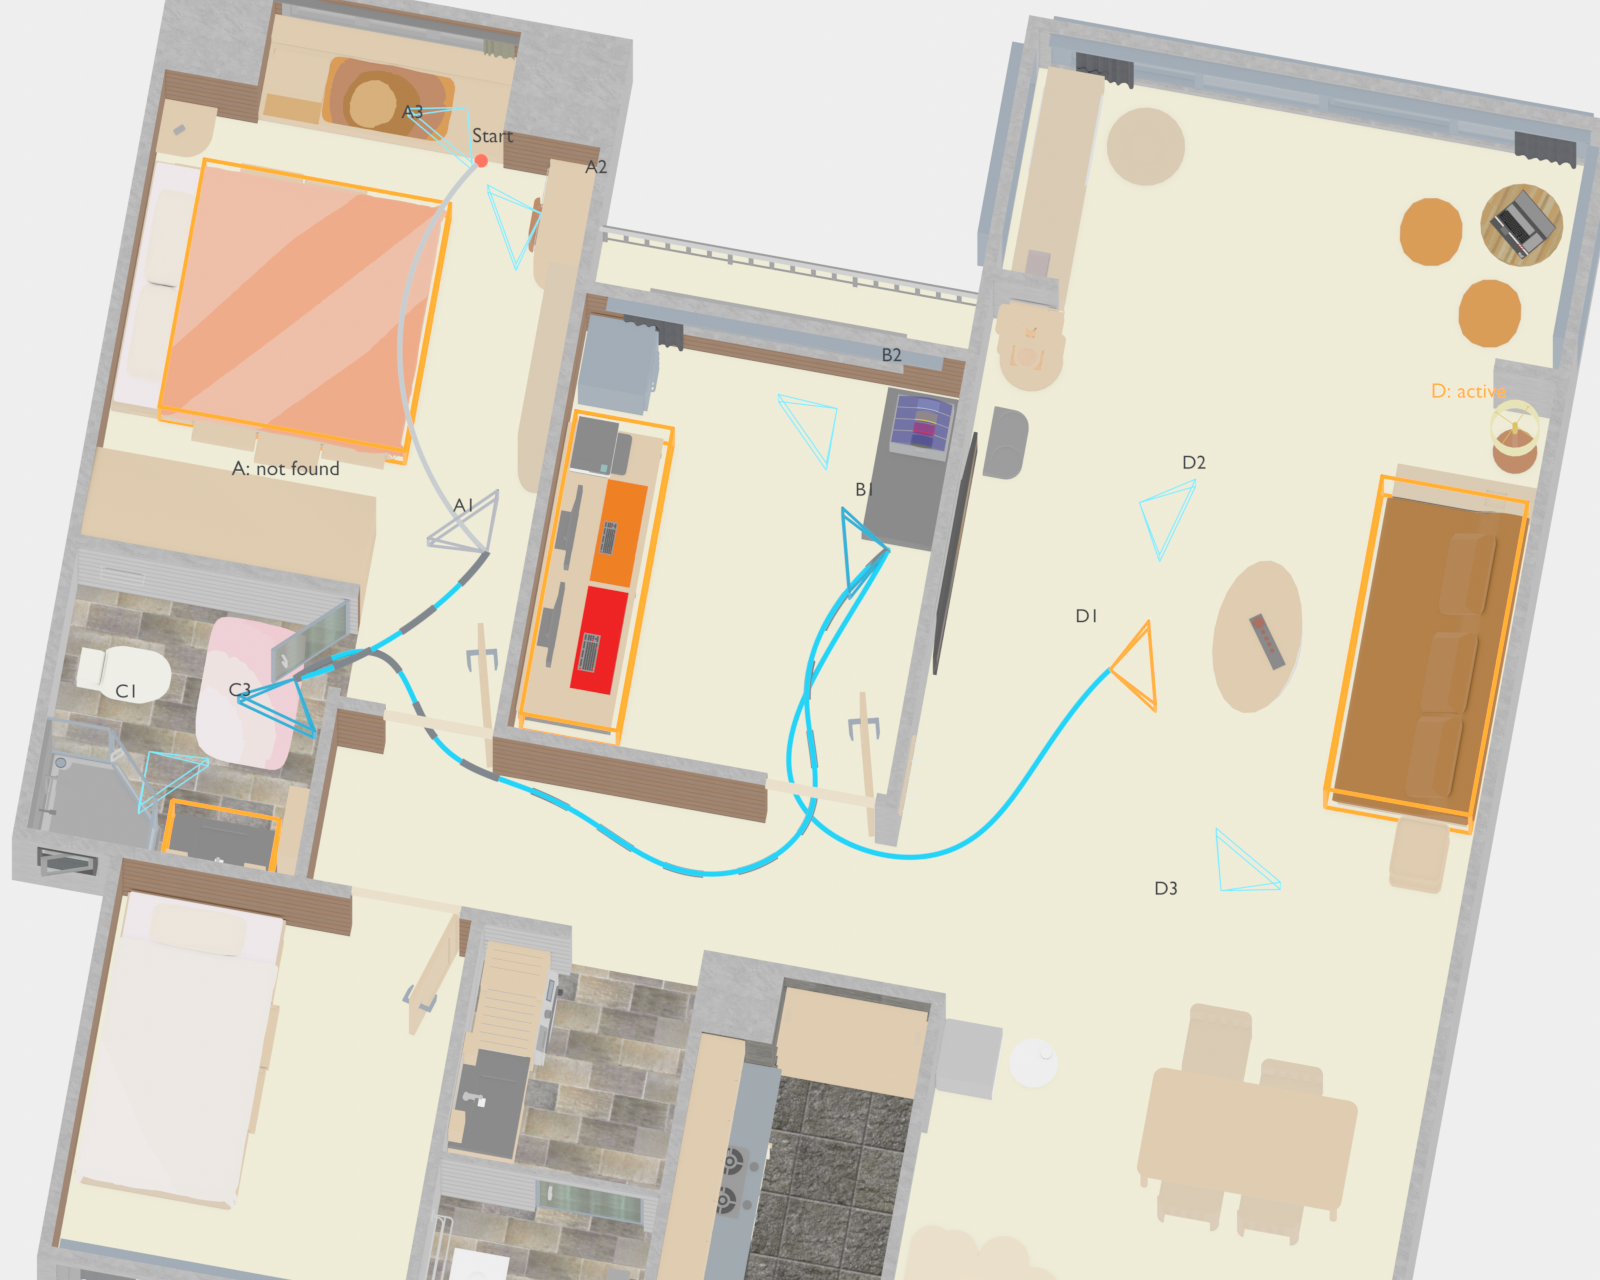 A3
Start
A2
B2
D: active
D2
A: not found
B1
A1
D1
C3
C1
D3